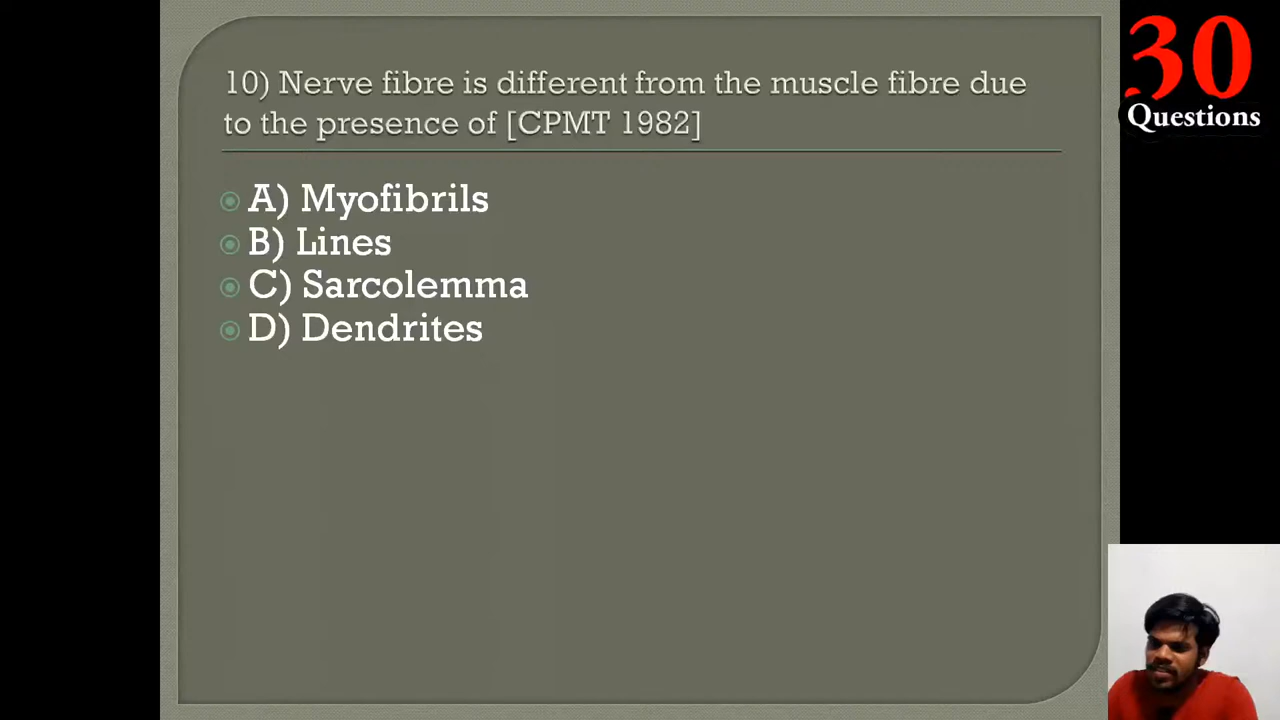 10) Nerve fibre is different from the muscle fibre due
to the presence of [CPMT 1982]
A) Myofibrils
B) Lines
C) Sarcolemma
D) Dendrites
30
Questions